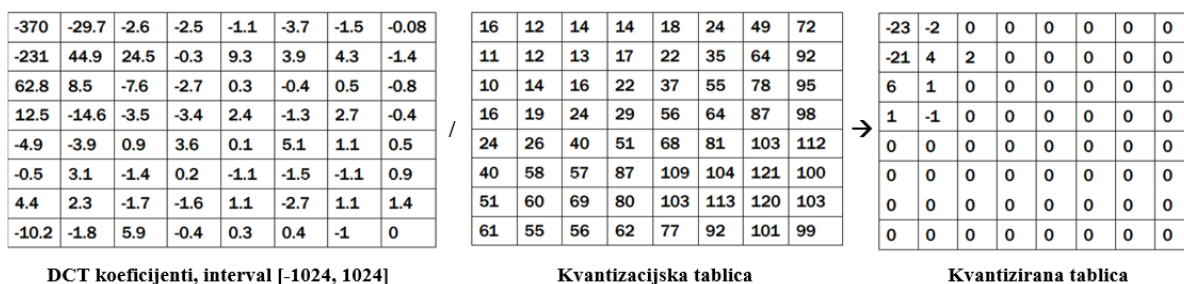 -370 -29.7 -2.6 -2.5 -1.1 -3.7 -1.5 -0.08
-231 44.9 24.5 -0.3 9.3 3.9 4.3 -1.4
62.8 8.5 -7.6 -2.7 0.3 -0.4 0.5 -0.8
12.5 -14.6 -3.5 -3.4 2.4 -1.3 2.7 -0.4
-4.9 -3.9 0.9 3.6 0.1 5.1 1.1 0.5
-0.5 3.1 -1.4 0.2 -1.1 -1.5 -1.1 0.9
4.4 2.3 -1.7 -1.6 1.1 -2.7 1.1 1.4
-10.2 -1.8 5.9 -0.4 0.3 0.4 -1 0
DCT koeficijenti, interval [-1024, 1024]
/
16 12 14 14 18 24 49 72
11 12 13 17 22 35 64 92
10 14 16 22 37 55 78 95
16 19 24 29 56 64 87 98
24 26 40 51 68 81 103 112
40 58 57 87 109 104 121 100
51 60 69 80 103 113 120 103
61 55 56 62 77 92 101 99
Kvantizacijska tablica
→
-23 -2 0 0 0 0 0 0
-21 4 2 0 0 0 0 0
6 1 0 0 0 0 0 0
1 -1 0 0 0 0 0 0
0 0 0 0 0 0 0 0
0 0 0 0 0 0 0 0
0 0 0 0 0 0 0 0
0 0 0 0 0 0 0 0
Kvantizirana tablica